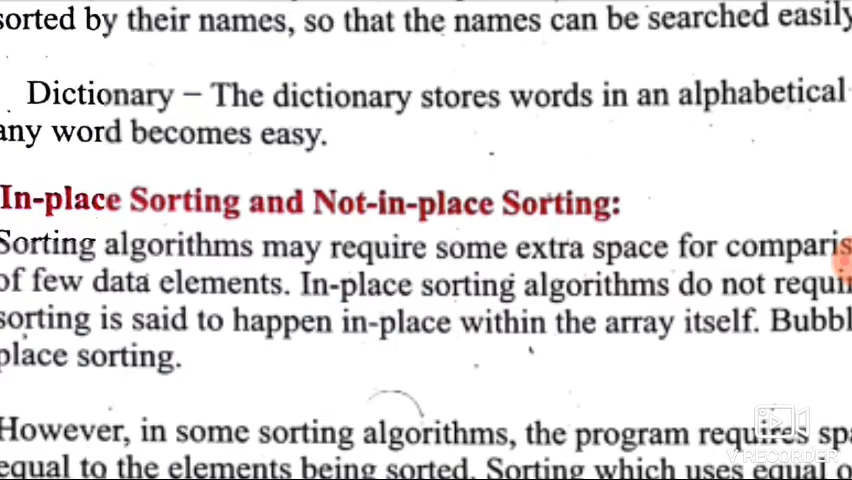 sorted by their names, so that the names can be searched easily
Dictionary – The dictionary stores words in an alphabetical
any word becomes easy.
In-place Sorting and Not-in-place Sorting:
Sorting algorithms may require some extra space for comparis
of few data elements. In-place sorting algorithms do not requir
sorting is said to happen in-place within the array itself. Bubbl
place sorting.
However, in some sorting algorithms, the program requires spa
equal to the elements being sorted. Sorting which uses equal o
V RECORDER